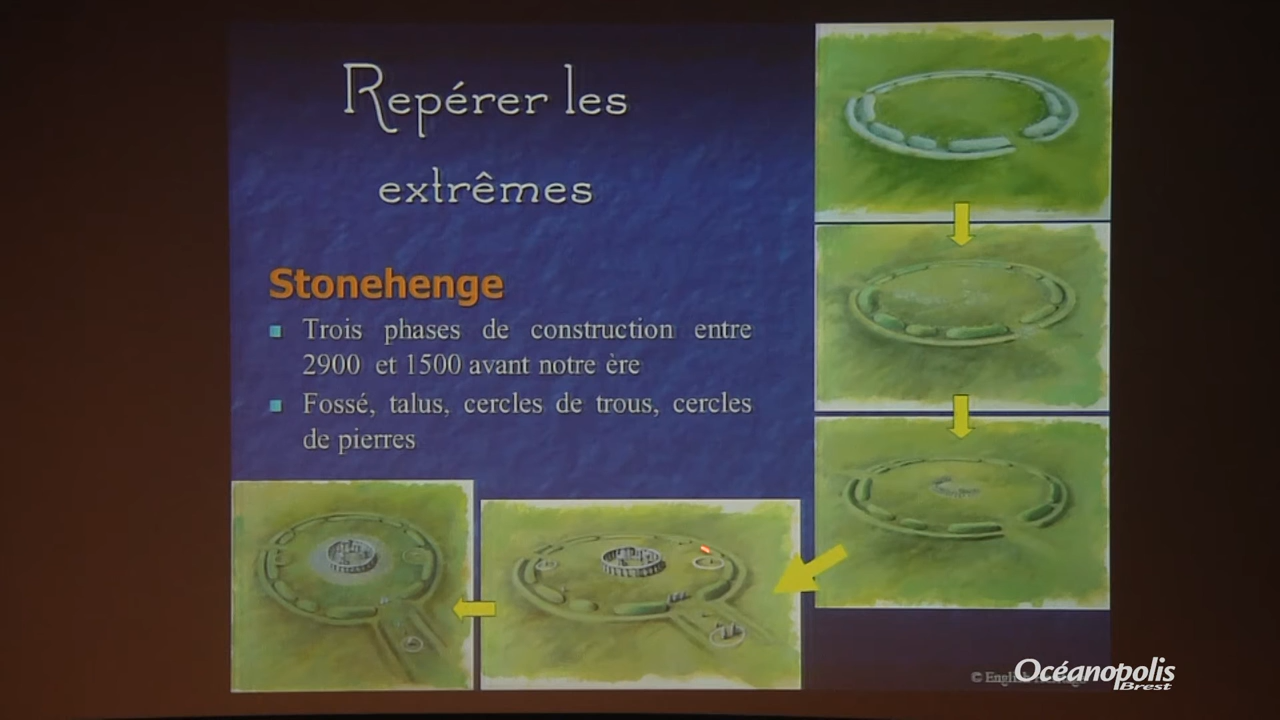 Repérer les
extrêmes
Stonehenge
Trois phases de construction entre
2900 et 1500 avant notre ère
Fossé, talus, cercles de trous, cercles
de pierres
Océanopolis
Brest